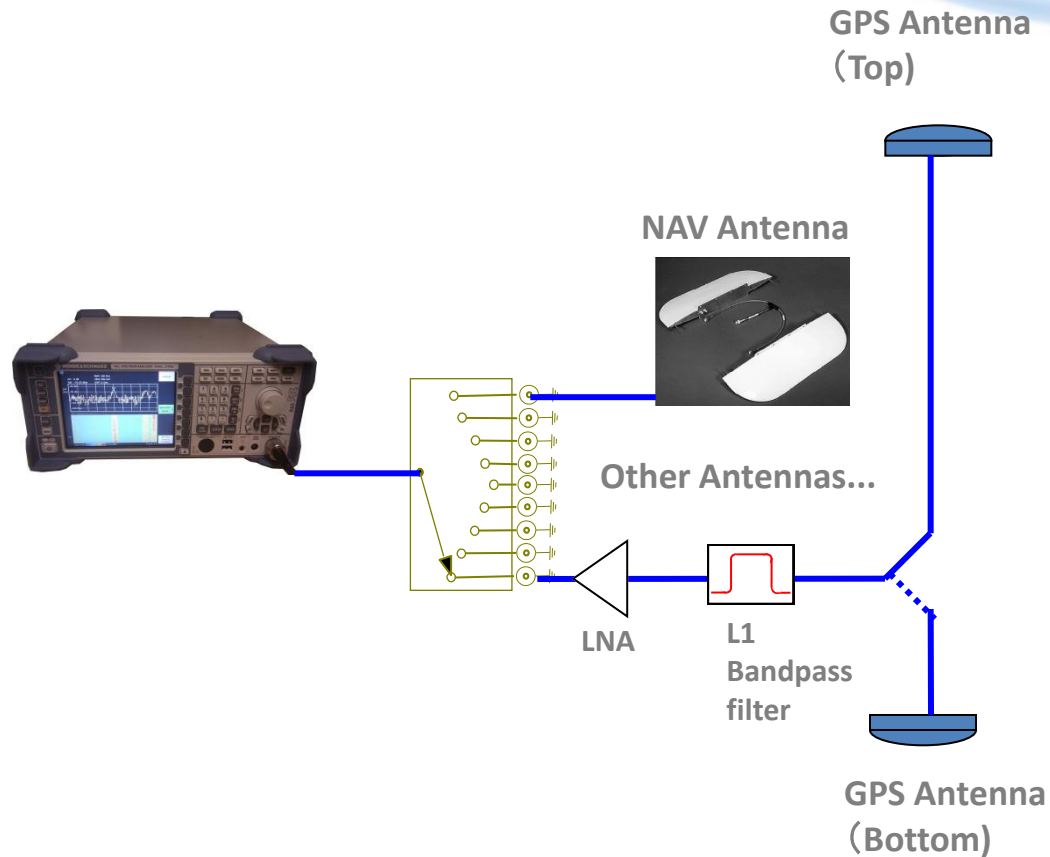 GPS Antenna
（Top)
NAV Antenna
Other Antennas...
LNA
L1
Bandpass
filter
GPS Antenna
（Bottom)